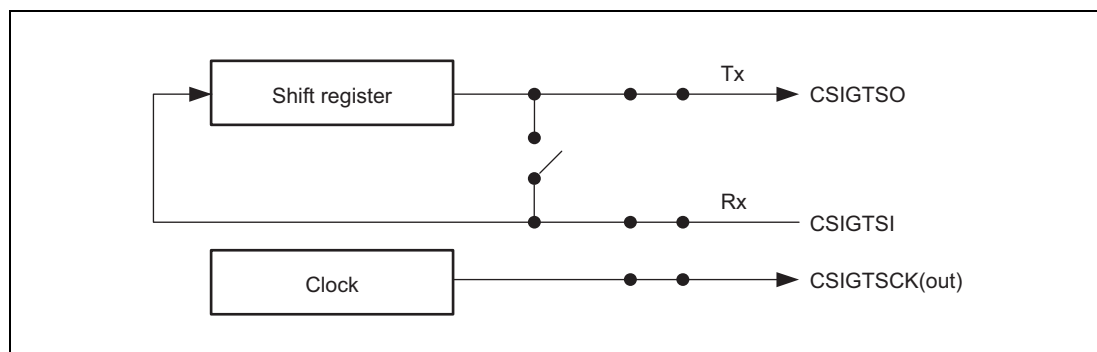 Shift register
Tx
CSIGTSO
Rx
CSIGTSI
Clock
CSIGTSCK(out)